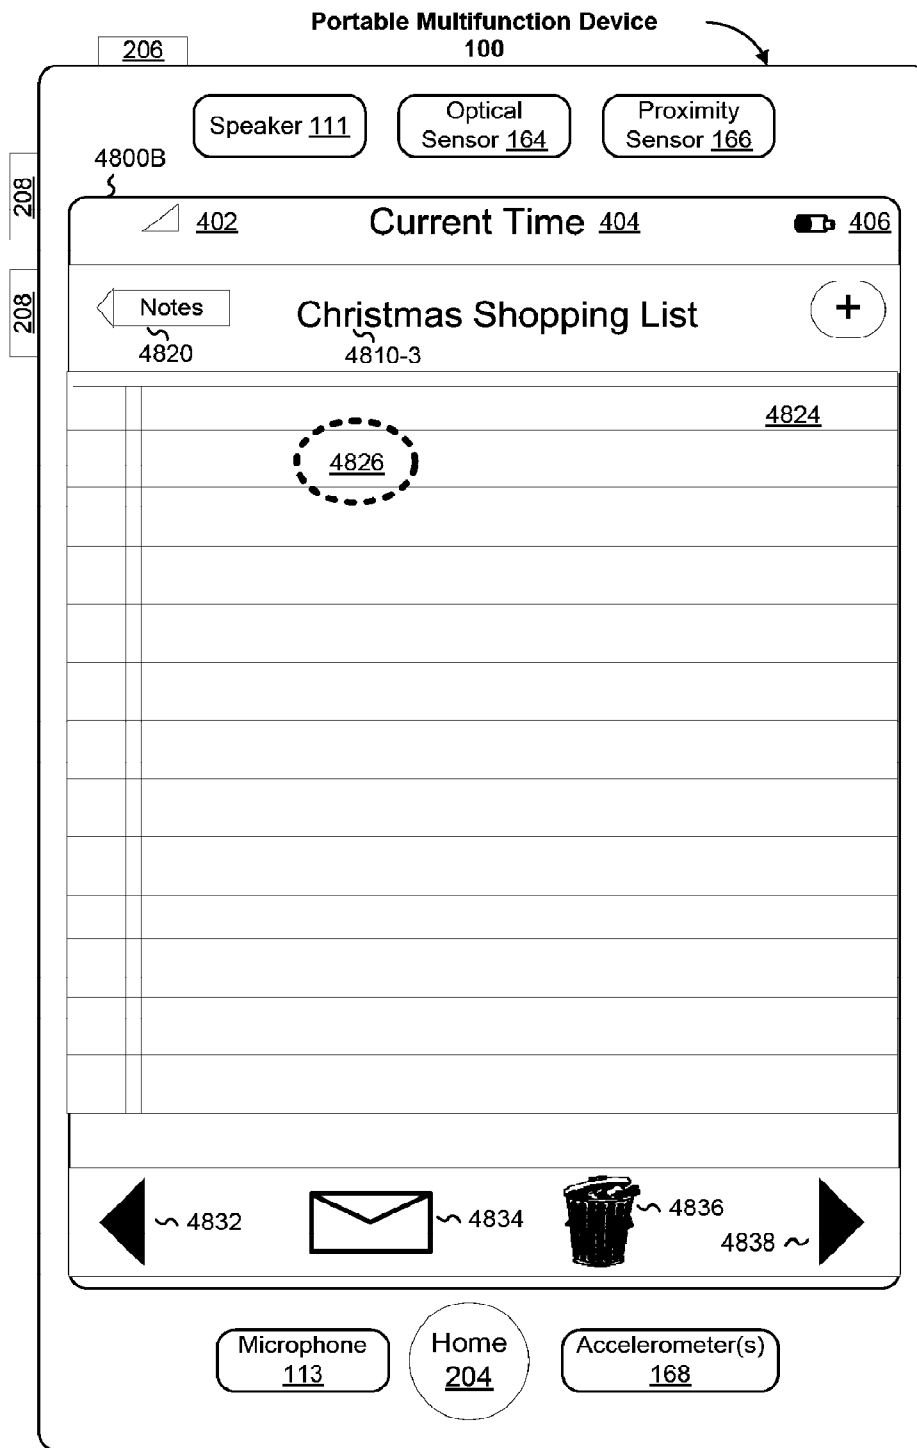 Portable Multifunction Device
100
206
Speaker 111
Optical
Sensor 164
Proximity
Sensor 166
4800B
208
402
Current Time 404
406
208
Notes
Christmas Shopping List
+
4820
4810-3
4824
4826
4832
4834
4836
4838
Microphone
113
Home
204
Accelerometer(s)
168